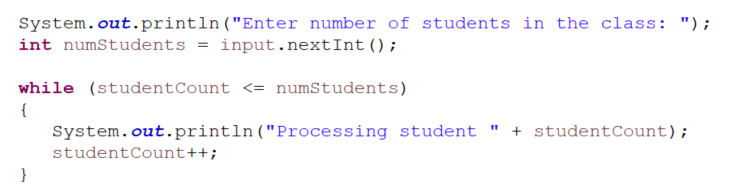 System.out.println("Enter number of students in the class: ");
int numStudents = input.nextInt();
while (studentCount <= numStudents)
{
System.out.println("Processing student " + studentCount);
studentCount++;
}